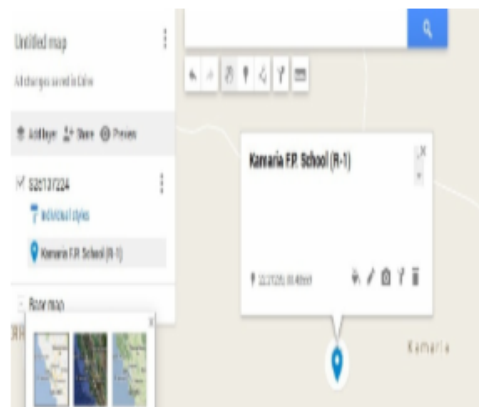 Untitled map
All changes saved in Drive
Add layer Share Preview
Individual styles
Kamaria F.P. School (R-1)
Base map
Kamaria F.P. School (R-1)
Kamaria